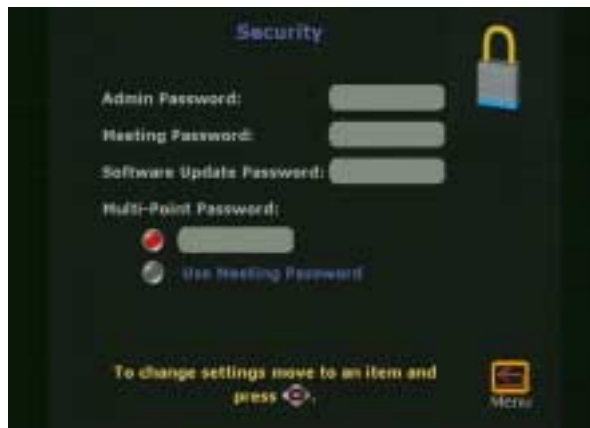 Security
Admin Password:
Meeting Password:
Software Update Password:
Multi-Point Password:
Use Meeting Password
To change settings move to an item and
press .
Menu